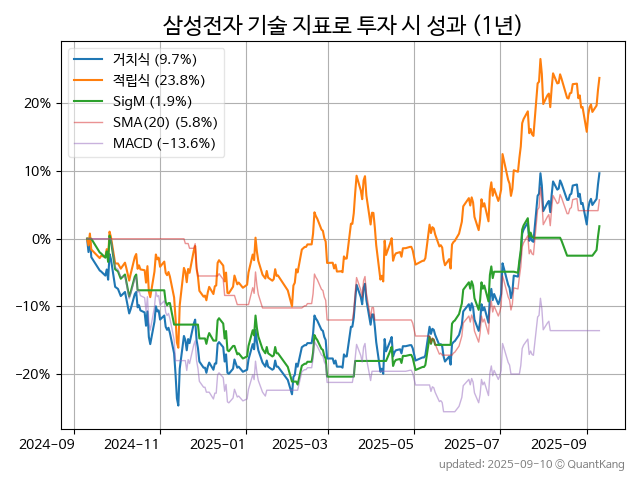 삼성전자 기술 지표로 투자 시 성과 (1년)
거치식 (9.7%)
적립식 (23.8%)
SigM (1.9%)
SMA(20) (5.8%)
MACD (−13.6%)
20%
10%
0%
−10%
−20%
2024-09
2024-11
2025-01
2025-03
2025-05
2025-07
2025-09
updated: 2025-09-10 © QuantKang